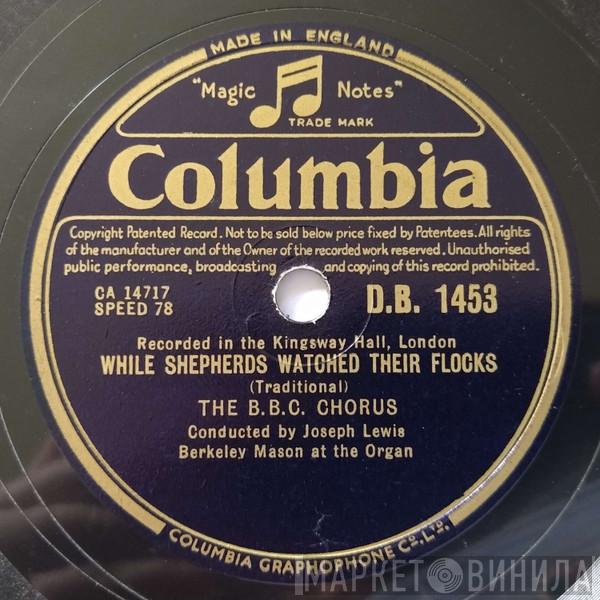 MADE IN ENGLAND
"Magic Notes"
TRADE MARK
Columbia
Copyright Patented Record. Not to be sold below price fixed by Patentees. All rights
of the manufacturer and of the Owner of the recorded work reserved. Unauthorised
public performance, broadcasting and copying of this record prohibited.
CA 14717
SPEED 78
D.B. 1453
Recorded in the Kingsway Hall, London
WHILE SHEPHERDS WATCHED THEIR FLOCKS
(Traditional)
THE B.B.C. CHORUS
Conducted by Joseph Lewis
Berkeley Mason at the Organ
COLUMBIA GRAPHOPHONE CO. LTD.
МАРКЕТ ВИНИЛА